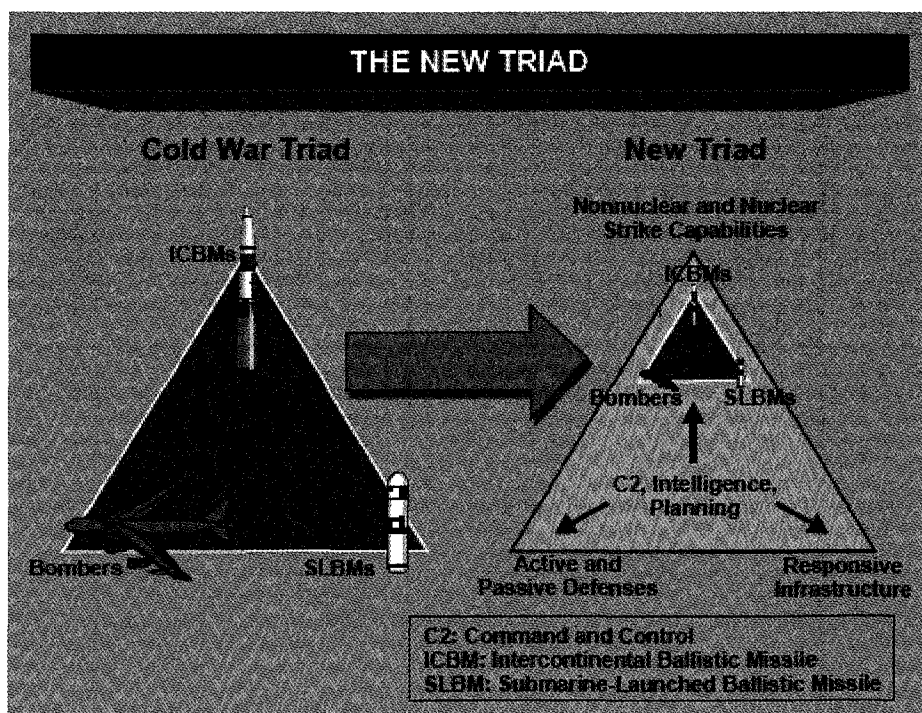 THE NEW TRIAD
Cold War Triad
ICBMs
Bombers
SLBMs
New Triad
Nonnuclear and Nuclear
Strike Capabilities
ICBMs
Bombers
SLBMs
C2, Intelligence,
Planning
Active and
Passive Defenses
Responsive
Infrastructure
C2: Command and Control
ICBM: Intercontinental Ballistic Missile
SLBM: Submarine-Launched Ballistic Missile